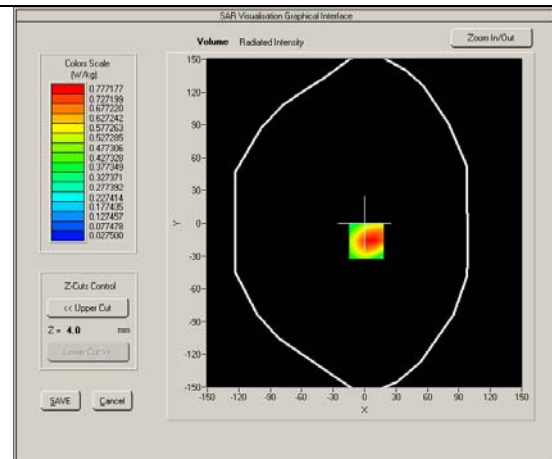 SAR Visualisation Graphical Interface
Volume Radiated Intensity
Zoom In/Out
Colors Scale
(W/kg)
0.777177
0.727199
0.677220
0.627242
0.577263
0.527285
0.477306
0.427328
0.377349
0.327371
0.277392
0.227414
0.177435
0.127457
0.077478
0.027500
Z-Cuts Control
<< Upper Cut
Z = 4.0 mm
Lower Cut >>
SAVE Cancel
150-
120-
90-
60-
30-
Y 0-
-30-
-60-
-90-
-120-
-150-
-150 -120 -90 -60 -30 0 30 60 90 120 150
X